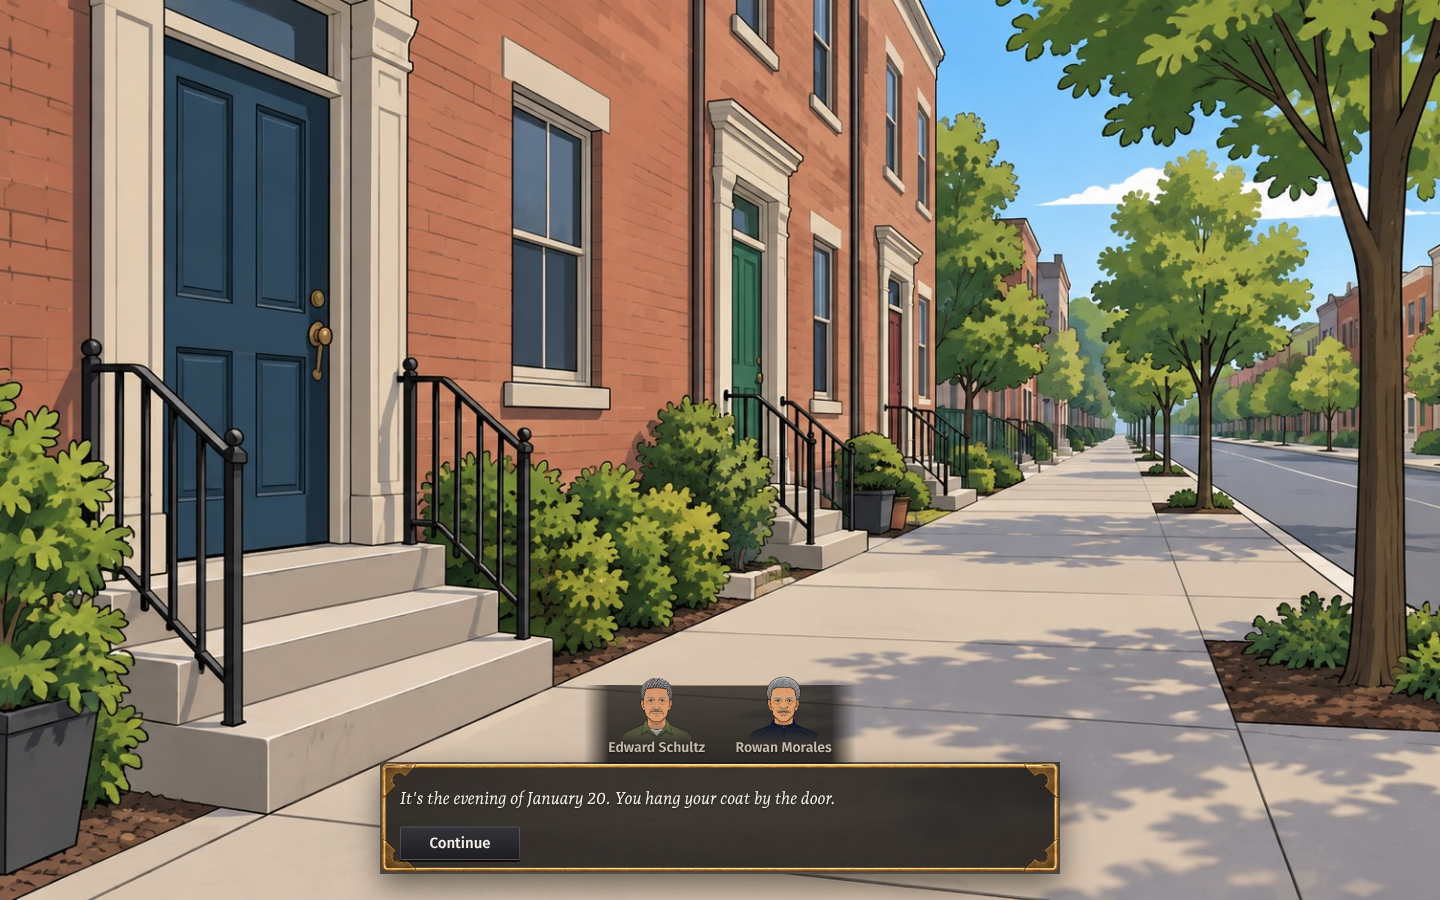 Edward Schultz
Rowan Morales
It's the evening of January 20. You hang your coat by the door.
Continue